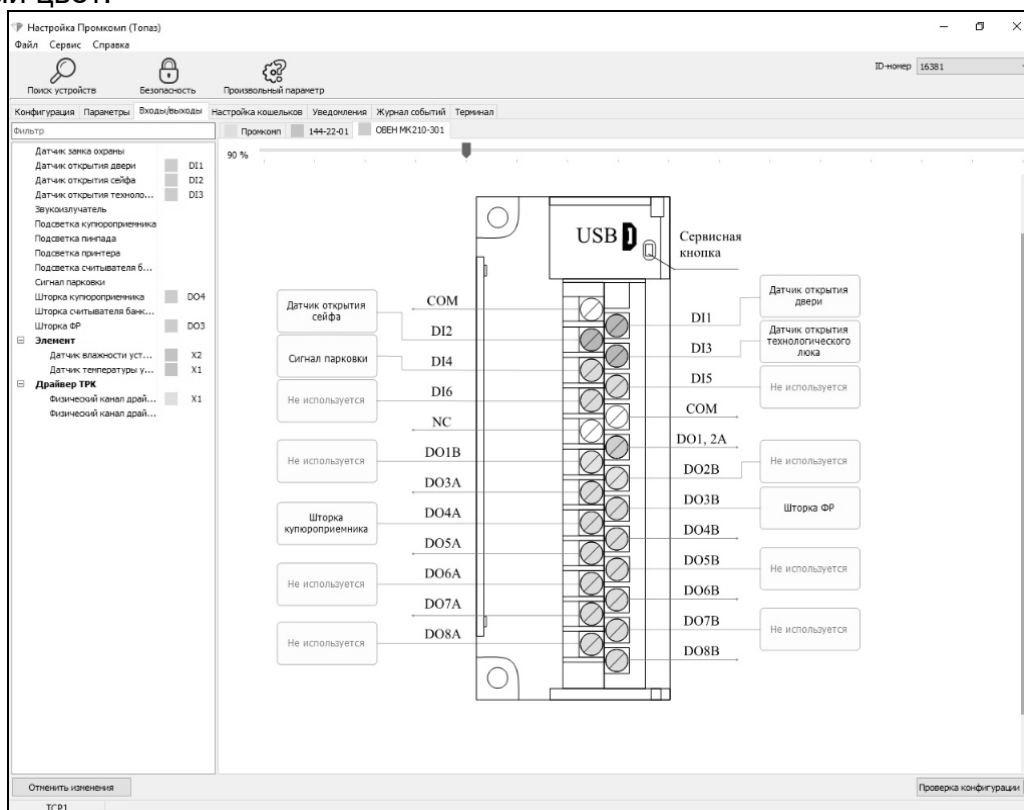 Настройка Промкомп (Топаз)
Файл Сервис Справка
Поиск устройств Безопасность Произвольный параметр
ID-номер 16381
Конфигурация Параметры Входы/выходы Настройка кошельков Уведомления Журнал событий Терминал
Фильтр
Промкомп 144-22-01 ОВЕН МК210-301
90 %
Датчик замка охраны
Датчик открытия двери DI1
Датчик открытия сейфа DI2
Датчик открытия техноло... DI3
Звукоизлучатель
Подсветка купюроприемника
Подсветка пинпада
Подсветка принтера
Подсветка считывателя б...
Сигнал парковки
Шторка купюроприемника DO4
Шторка считывателя банк...
Шторка ФР DO3
Элемент
Датчик влажности уст... X2
Датчик температуры у... X1
Драйвер ТРК
Физический канал драй... X1
Физический канал драй...
USB
Сервисная
кнопка
Датчик открытия
сейфа
Сигнал парковки
Не используется
Не используется
Шторка
купюроприемника
Не используется
Не используется
COM
DI2
DI4
DI6
NC
DO1B
DO3A
DO4A
DO5A
DO6A
DO7A
DO8A
DI1
DI3
DI5
COM
DO1, 2A
DO2B
DO3B
DO4B
DO5B
DO6B
DO7B
DO8B
Датчик открытия
двери
Датчик открытия
технологического
люка
Не используется
Не используется
Шторка ФР
Не используется
Не используется
Отменить изменения
Проверка конфигурации
TCP1